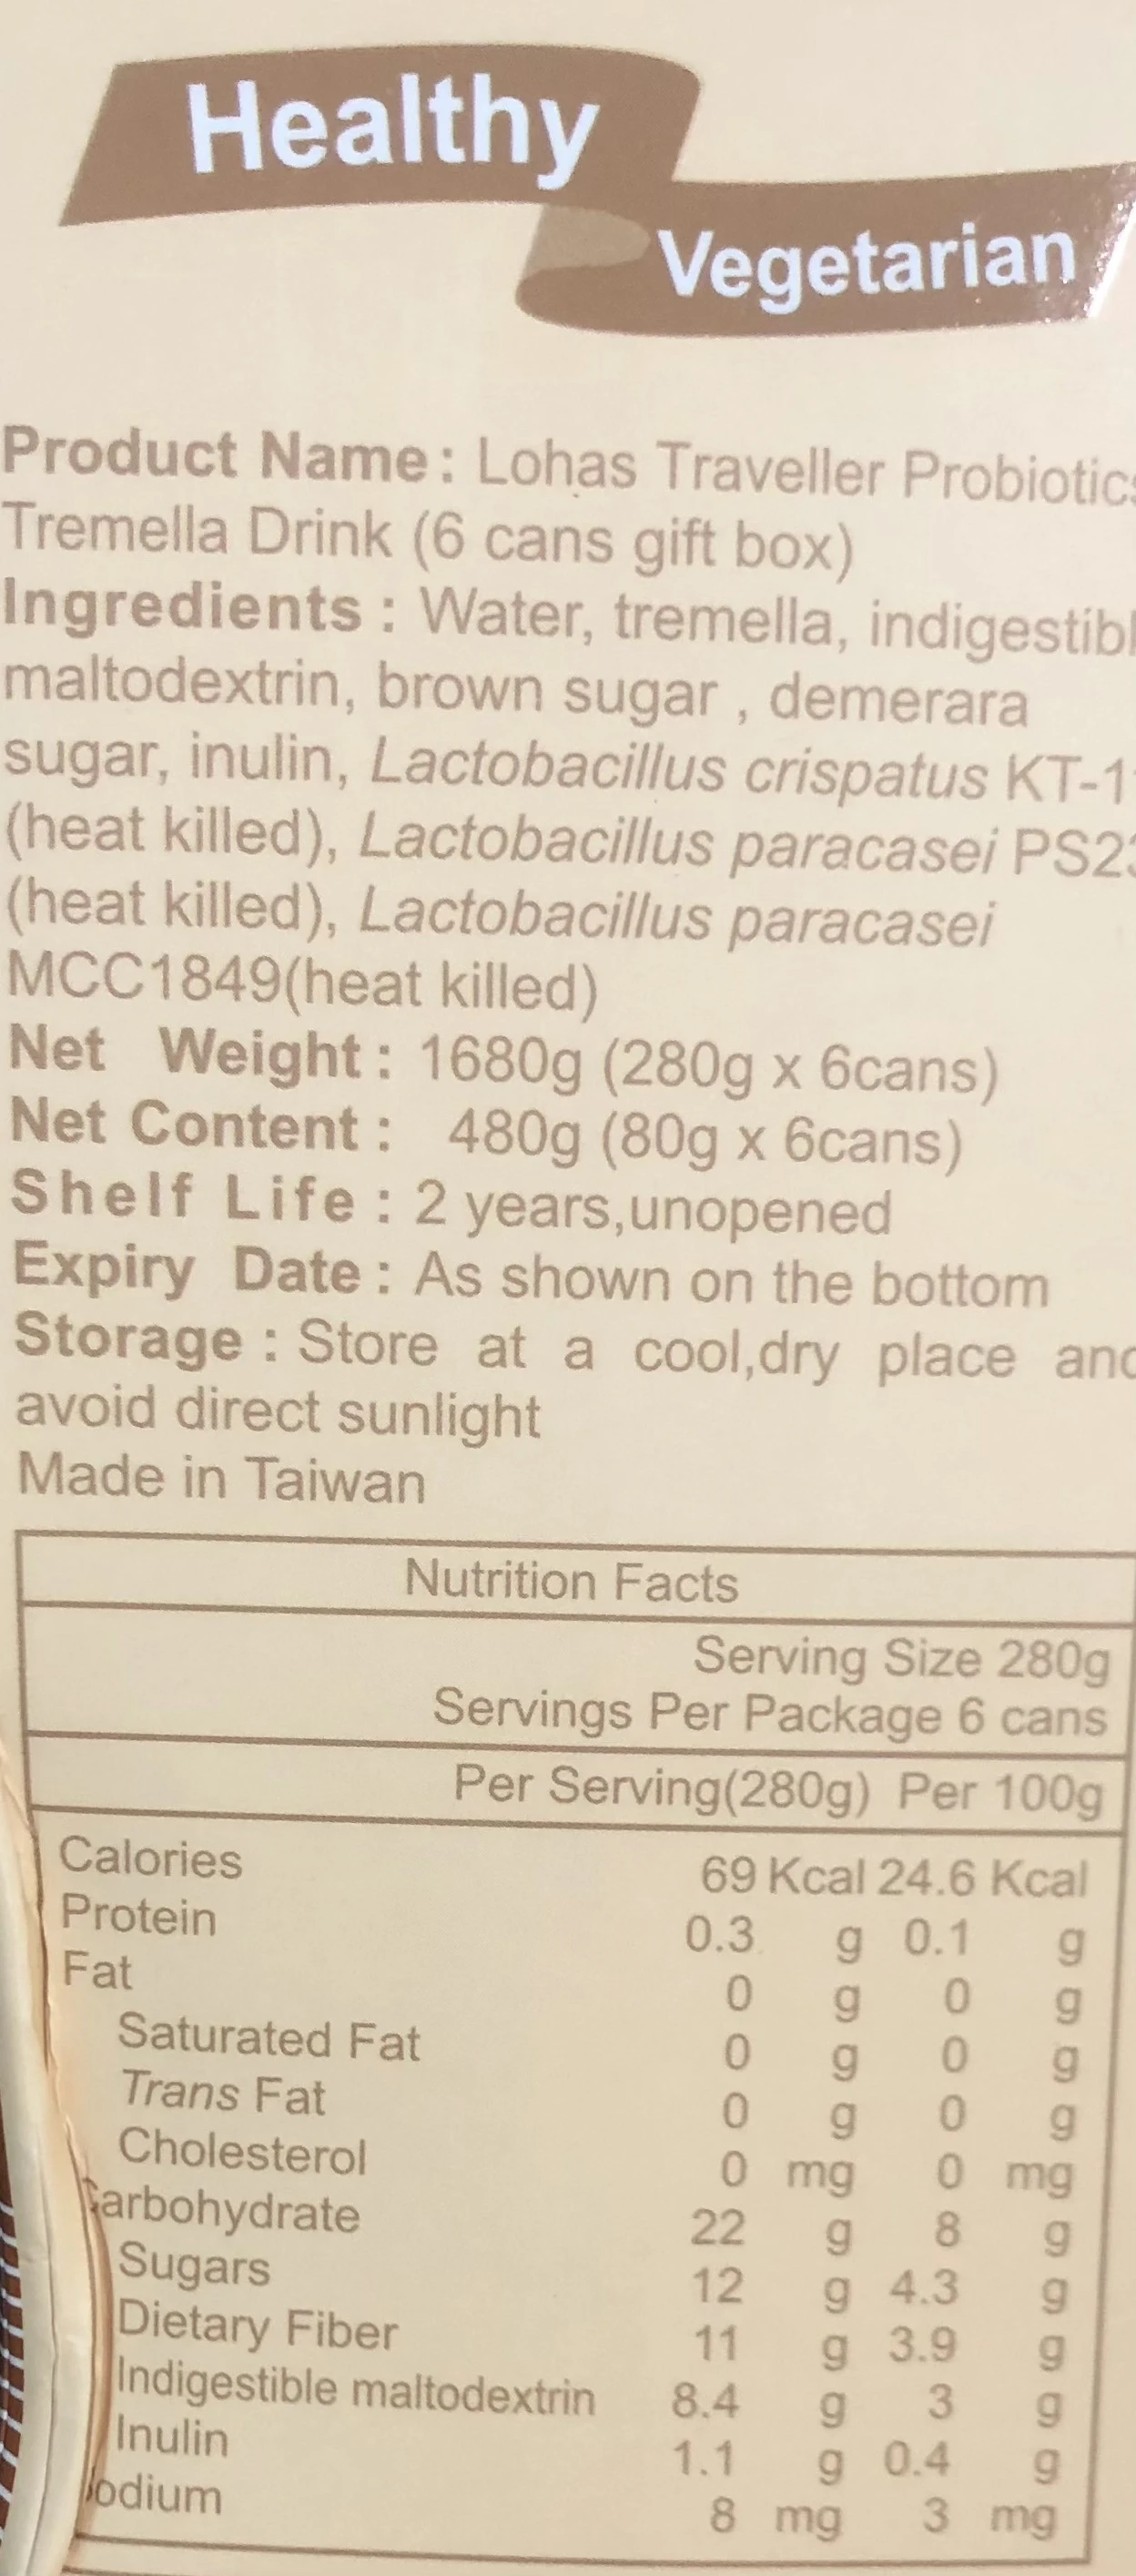 Healthy
Vegetarian
Product Name : Lohas Traveller Probiotics
Tremella Drink (6 cans gift box)
Ingredients : Water, tremella, indigestibl
maltodextrin, brown sugar , demerara
sugar, inulin, Lactobacillus crispatus KT-1
(heat killed), Lactobacillus paracasei PS2
(heat killed), Lactobacillus paracasei
MCC1849(heat killed)
Net Weight : 1680g (280g x 6cans)
Net Content : 480g (80g x 6cans)
Shelf Life : 2 years,unopened
Expiry Date : As shown on the bottom
Storage : Store at a cool,dry place and
avoid direct sunlight
Made in Taiwan
Nutrition Facts
Serving Size 280g
Servings Per Package 6 cans
Per Serving(280g) Per 100g
Calories 69 Kcal 24.6 Kcal
Protein 0.3 g 0.1 g
Fat 0 g 0 g
Saturated Fat 0 g 0 g
Trans Fat 0 g 0 g
Cholesterol 0 mg 0 mg
Carbohydrate 22 g 8 g
Sugars 12 g 4.3 g
Dietary Fiber 11 g 3.9 g
Indigestible maltodextrin 8.4 g 3 g
Inulin 1.1 g 0.4 g
odium 8 mg 3 mg